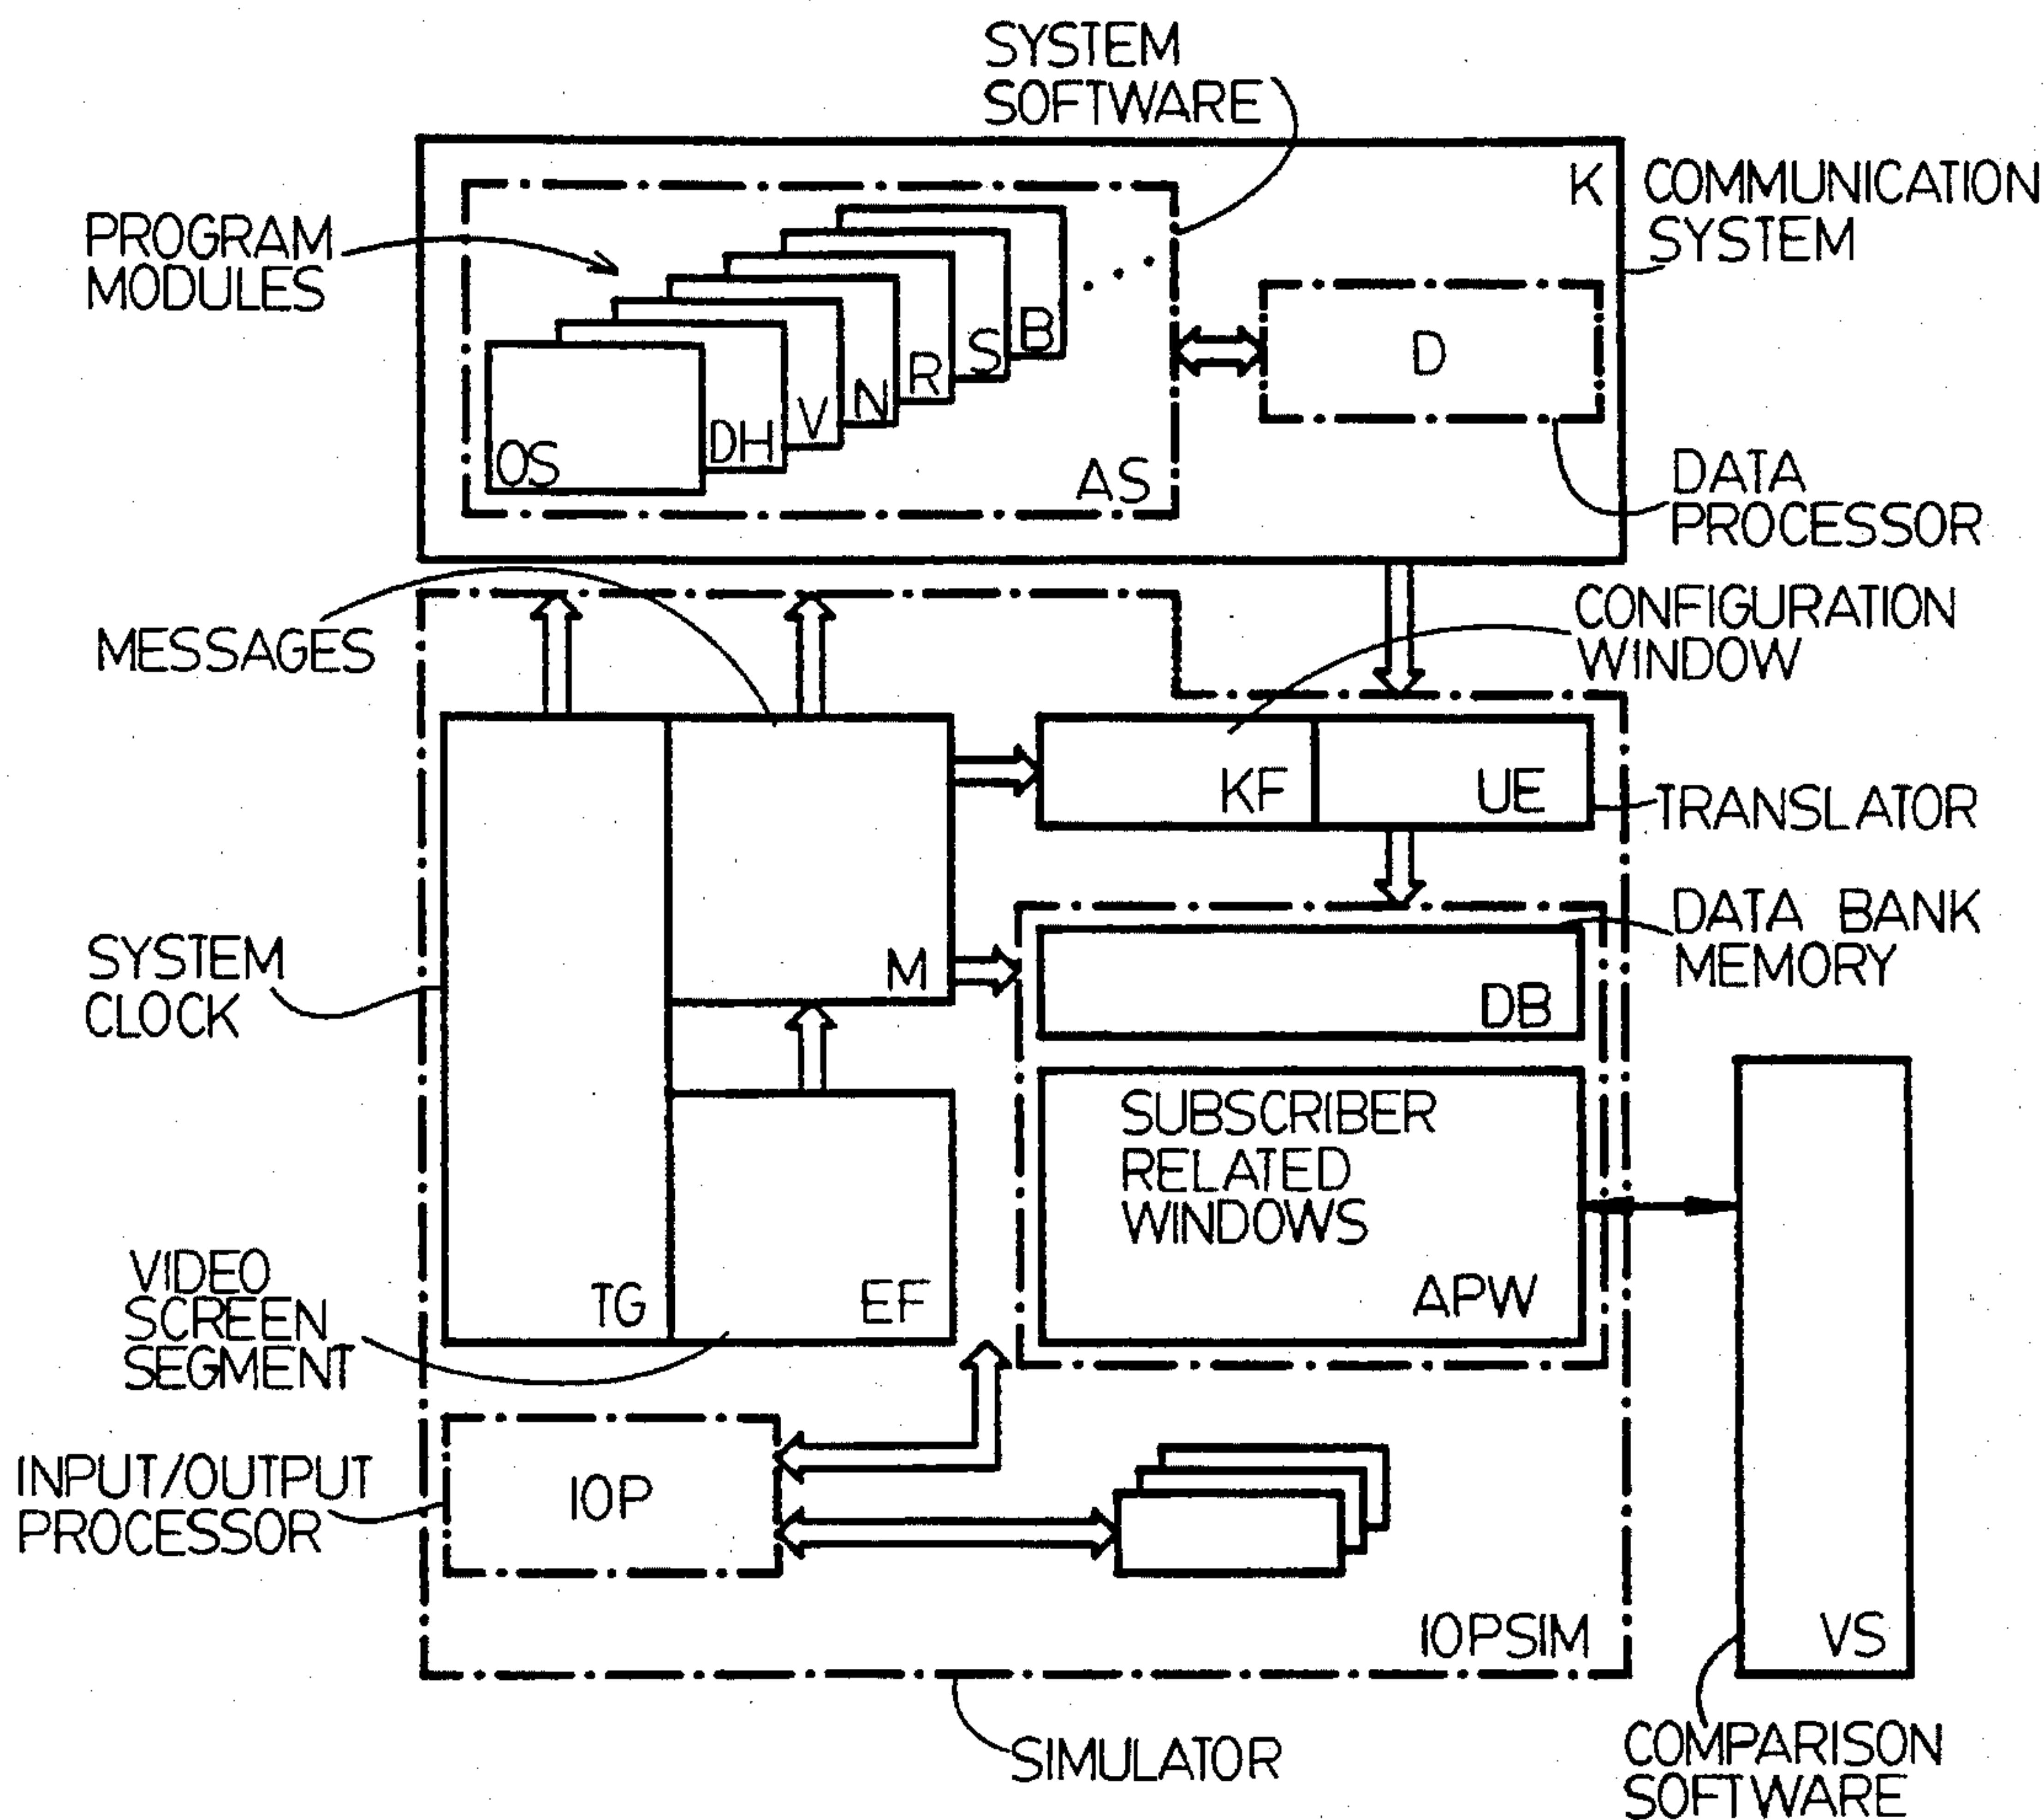 SYSTEM
SOFTWARE
K
COMMUNICATION
SYSTEM
PROGRAM
MODULES
B
S
R
N
V
DH
OS
AS
D
DATA
PROCESSOR
MESSAGES
CONFIGURATION
WINDOW
KF
UE
TRANSLATOR
DATA BANK
MEMORY
SYSTEM
CLOCK
M
DB
SUBSCRIBER
RELATED
WINDOWS
VIDEO
SCREEN
SEGMENT
TG
EF
APW
INPUT/OUTPUT
PROCESSOR
IOP
IOPSIM
VS
SIMULATOR
COMPARISON
SOFTWARE